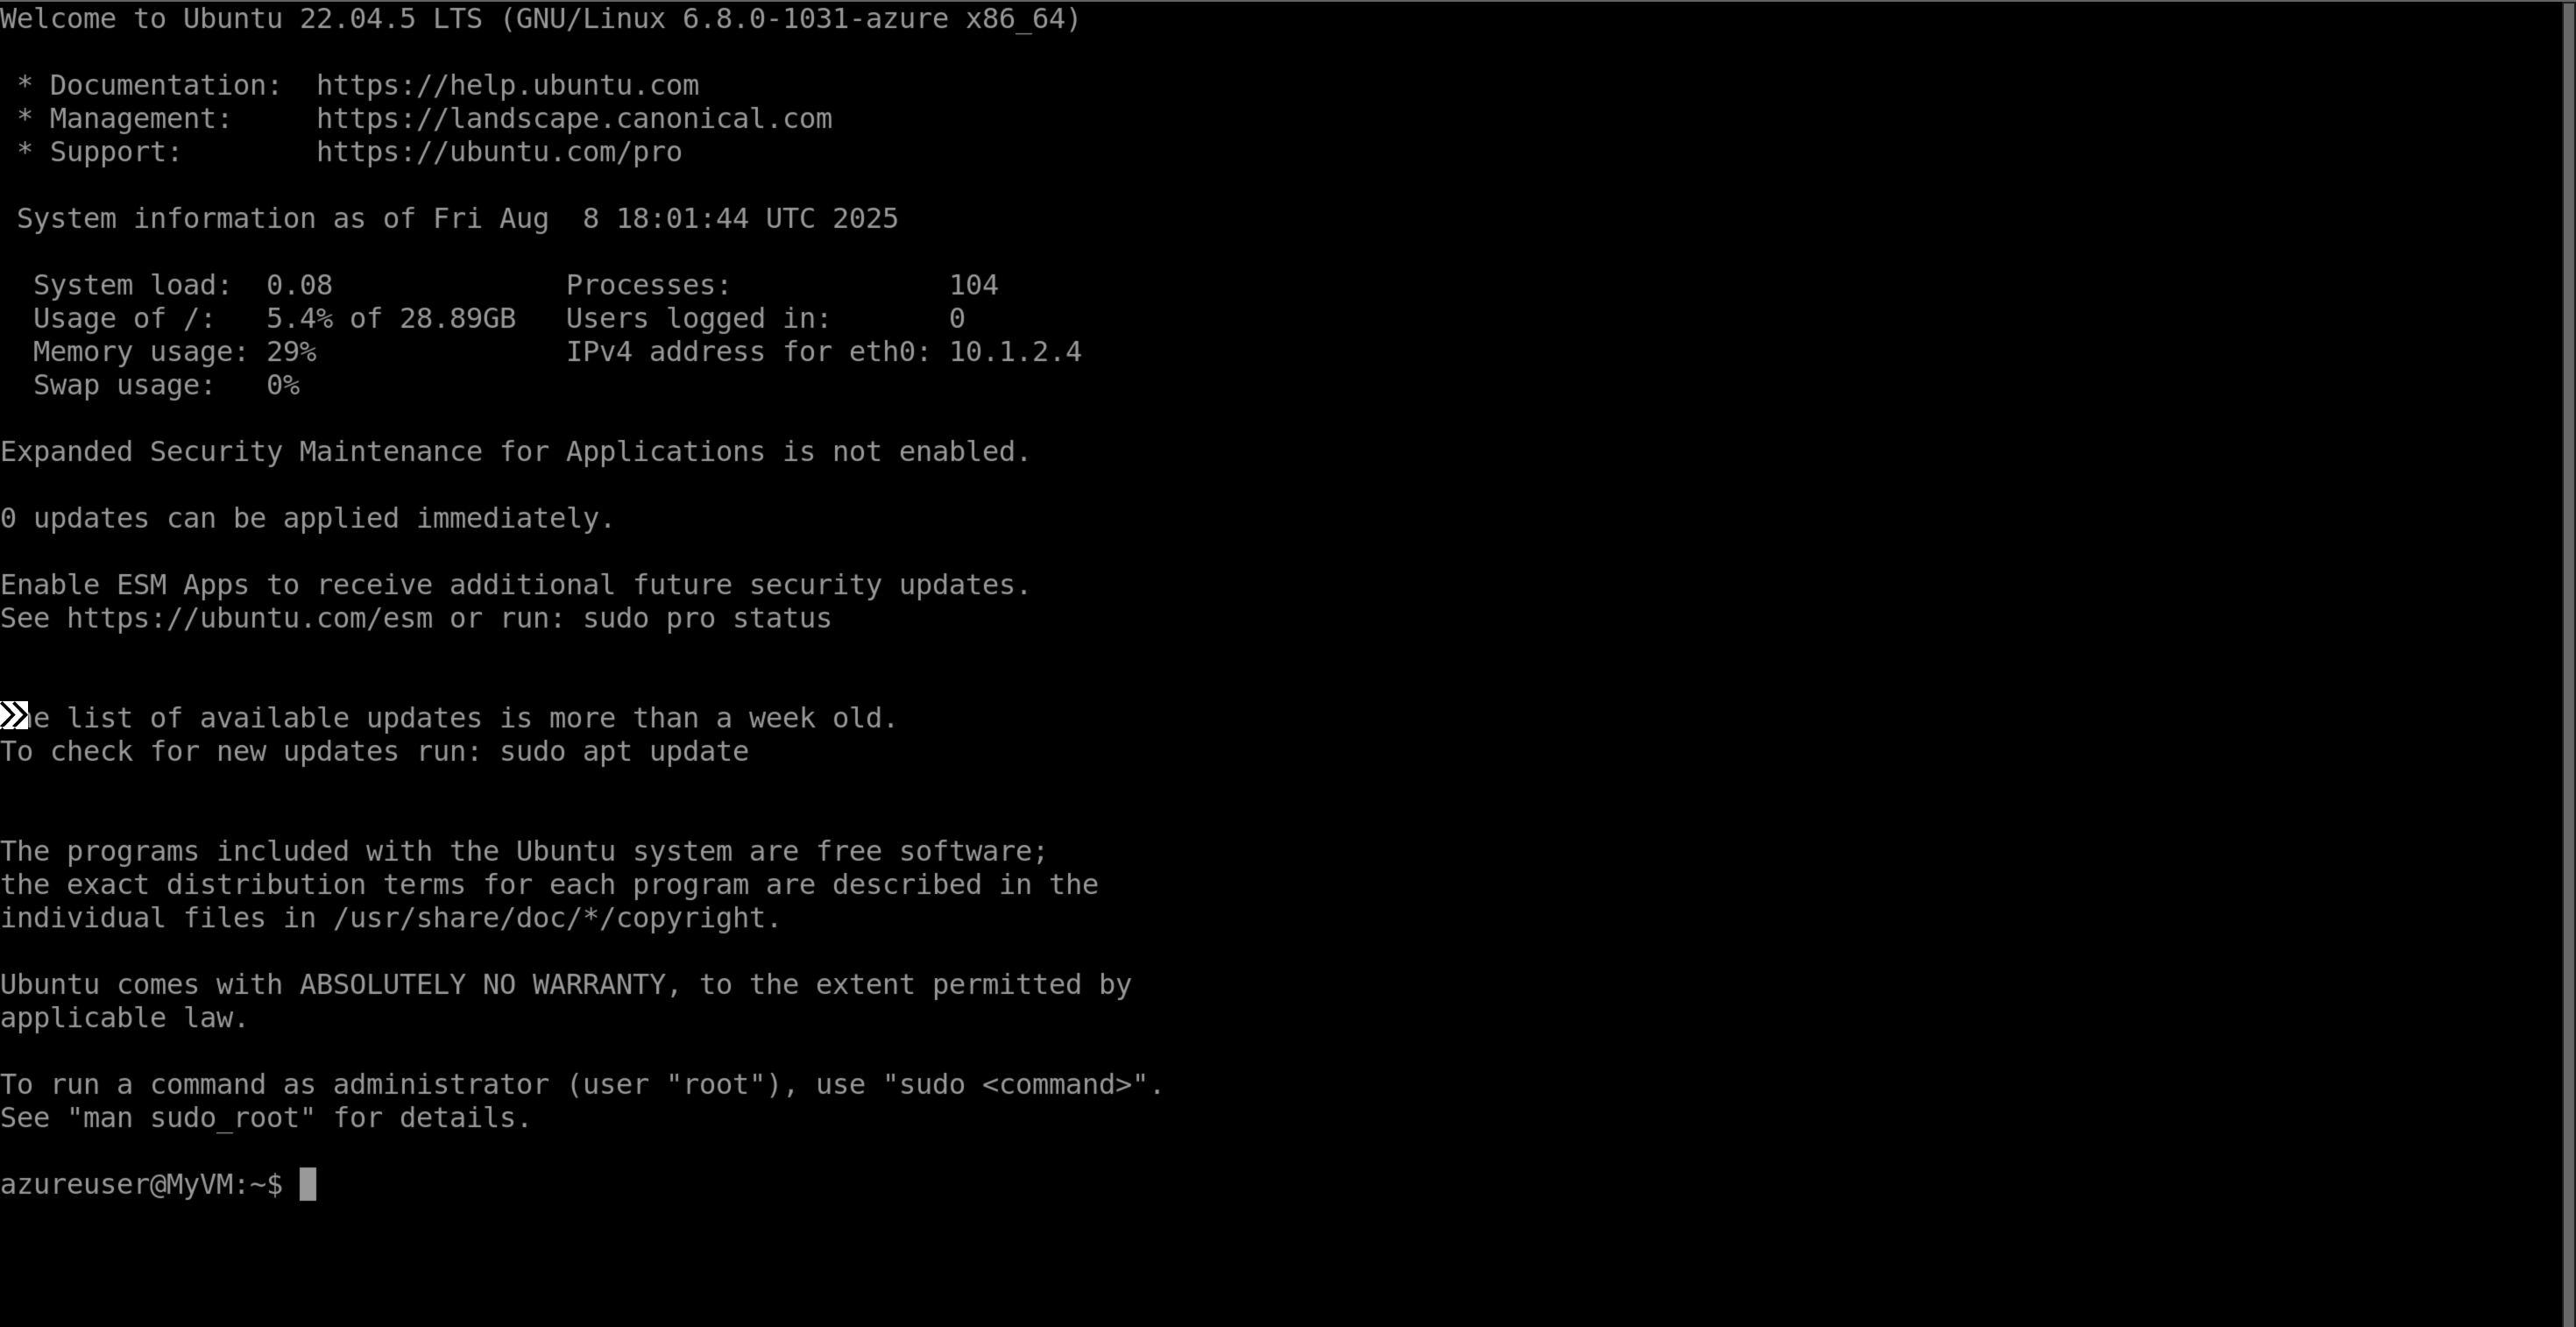 Welcome to Ubuntu 22.04.5 LTS (GNU/Linux 6.8.0-1031-azure x86_64)
* Documentation:  https://help.ubuntu.com
* Management:     https://landscape.canonical.com
* Support:        https://ubuntu.com/pro
System information as of Fri Aug  8 18:01:44 UTC 2025
System load:  0.08              Processes:             104
Usage of /:   5.4% of 28.89GB   Users logged in:       0
Memory usage: 29%               IPv4 address for eth0: 10.1.2.4
Swap usage:   0%
Expanded Security Maintenance for Applications is not enabled.
0 updates can be applied immediately.
Enable ESM Apps to receive additional future security updates.
See https://ubuntu.com/esm or run: sudo pro status
e list of available updates is more than a week old.
To check for new updates run: sudo apt update
The programs included with the Ubuntu system are free software;
the exact distribution terms for each program are described in the
individual files in /usr/share/doc/*/copyright.
Ubuntu comes with ABSOLUTELY NO WARRANTY, to the extent permitted by
applicable law.
To run a command as administrator (user "root"), use "sudo <command>".
See "man sudo_root" for details.
azureuser@MyVM:~$